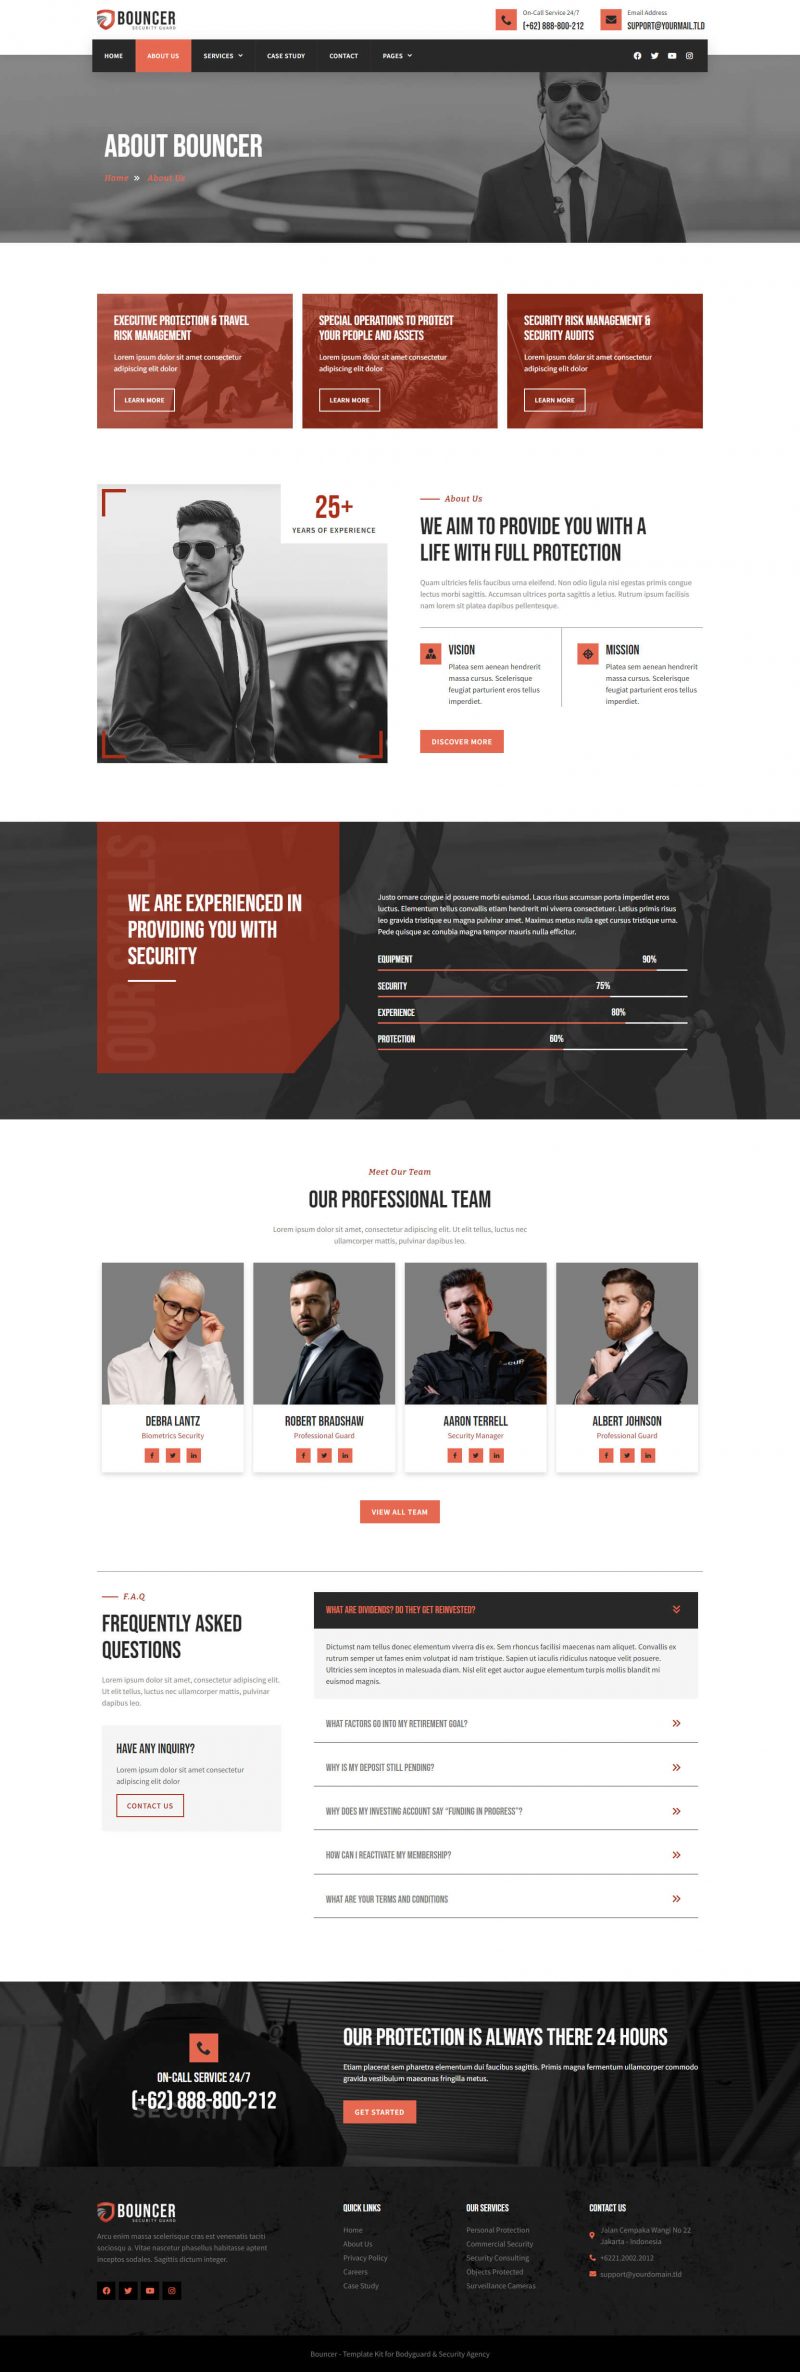 BOUNCER
SECURITY GUARD
On-Call Service 24/7
(+62) 888-800-212
Email Address
SUPPORT@YOURMAIL.TLD
HOME
ABOUT US
SERVICES
CASE STUDY
CONTACT
PAGES
ABOUT BOUNCER
Home » About Us
EXECUTIVE PROTECTION & TRAVEL
RISK MANAGEMENT
Lorem ipsum dolor sit amet consectetur
adipiscing elit dolor
LEARN MORE
SPECIAL OPERATIONS TO PROTECT
YOUR PEOPLE AND ASSETS
Lorem ipsum dolor sit amet consectetur
adipiscing elit dolor
LEARN MORE
SECURITY RISK MANAGEMENT &
SECURITY AUDITS
Lorem ipsum dolor sit amet consectetur
adipiscing elit dolor
LEARN MORE
25+
YEARS OF EXPERIENCE
About Us
WE AIM TO PROVIDE YOU WITH A
LIFE WITH FULL PROTECTION
Quam ultricies felis faucibus urna eleifend. Non odio ligula nisi egestas primis congue
lectus morbi sagittis. Accumsan ultrices porta sagittis a letius. Rutrum ipsum facilisis
nam lorem sit platea dapibus pellentesque.
VISION
Platea sem aenean hendrerit
massa cursus. Scelerisque
feugiat parturient eros tellus
imperdiet.
MISSION
Platea sem aenean hendrerit
massa cursus. Scelerisque
feugiat parturient eros tellus
imperdiet.
DISCOVER MORE
OUR SKILLS
WE ARE EXPERIENCED IN
PROVIDING YOU WITH
SECURITY
Justo ornare congue id posuere morbi euismod. Lacus risus accumsan porta imperdiet eros
luctus. Elementum tellus convallis etiam hendrerit mi viverra consectetuer. Letius primis risus
leo gravida tristique eu magna pulvinar amet. Maximus metus nulla eget cursus tristique urna.
Pede quisque ac conubia magna tempor mauris nulla efficitur.
EQUIPMENT 90%
SECURITY 75%
EXPERIENCE 80%
PROTECTION 60%
Meet Our Team
OUR PROFESSIONAL TEAM
Lorem ipsum dolor sit amet, consectetur adipiscing elit. Ut elit tellus, luctus nec
ullamcorper mattis, pulvinar dapibus leo.
DEBRA LANTZ
Biometrics Security
ROBERT BRADSHAW
Professional Guard
AARON TERRELL
Security Manager
ALBERT JOHNSON
Professional Guard
VIEW ALL TEAM
F.A.Q
FREQUENTLY ASKED
QUESTIONS
Lorem ipsum dolor sit amet, consectetur adipiscing elit.
Ut elit tellus, luctus nec ullamcorper mattis, pulvinar
dapibus leo.
HAVE ANY INQUIRY?
Lorem ipsum dolor sit amet consectetur
adipiscing elit dolor
CONTACT US
WHAT ARE DIVIDENDS? DO THEY GET REINVESTED?
Dictumst nam tellus donec elementum viverra dis ex. Sem rhoncus facilisi maecenas nam aliquet. Convallis ex
rutrum semper ut fames enim volutpat id nam tristique. Sapien ut iaculis ridiculus natoque velit posuere.
Ultricies sem inceptos in malesuada diam. Nisl elit eget auctor augue elementum turpis mollis blandit mi
euismod magnis.
WHAT FACTORS GO INTO MY RETIREMENT GOAL?
WHY IS MY DEPOSIT STILL PENDING?
WHY DOES MY INVESTING ACCOUNT SAY “FUNDING IN PROGRESS”?
HOW CAN I REACTIVATE MY MEMBERSHIP?
WHAT ARE YOUR TERMS AND CONDITIONS
ON-CALL SERVICE 24/7
(+62) 888-800-212
SECURITY
OUR PROTECTION IS ALWAYS THERE 24 HOURS
Etiam placerat sem pharetra elementum dui faucibus sagittis. Primis magna fermentum ullamcorper commodo
gravida vestibulum maecenas fringilla metus.
GET STARTED
BOUNCER
SECURITY GUARD
Arcu enim massa scelerisque cras est venenatis taciti
sociosqu a. Vitae nascetur phasellus habitasse aptent
inceptos sodales. Sagittis dictum integer.
QUICK LINKS
Home
About Us
Privacy Policy
Careers
Case Study
OUR SERVICES
Personal Protection
Commercial Security
Security Consulting
Objects Protected
Surveillance Cameras
CONTACT US
Jalan Cempaka Wangi No 22
Jakarta - Indonesia
+6221.2002.2012
support@yourdomain.tld
Bouncer - Template Kit for Bodyguard & Security Agency